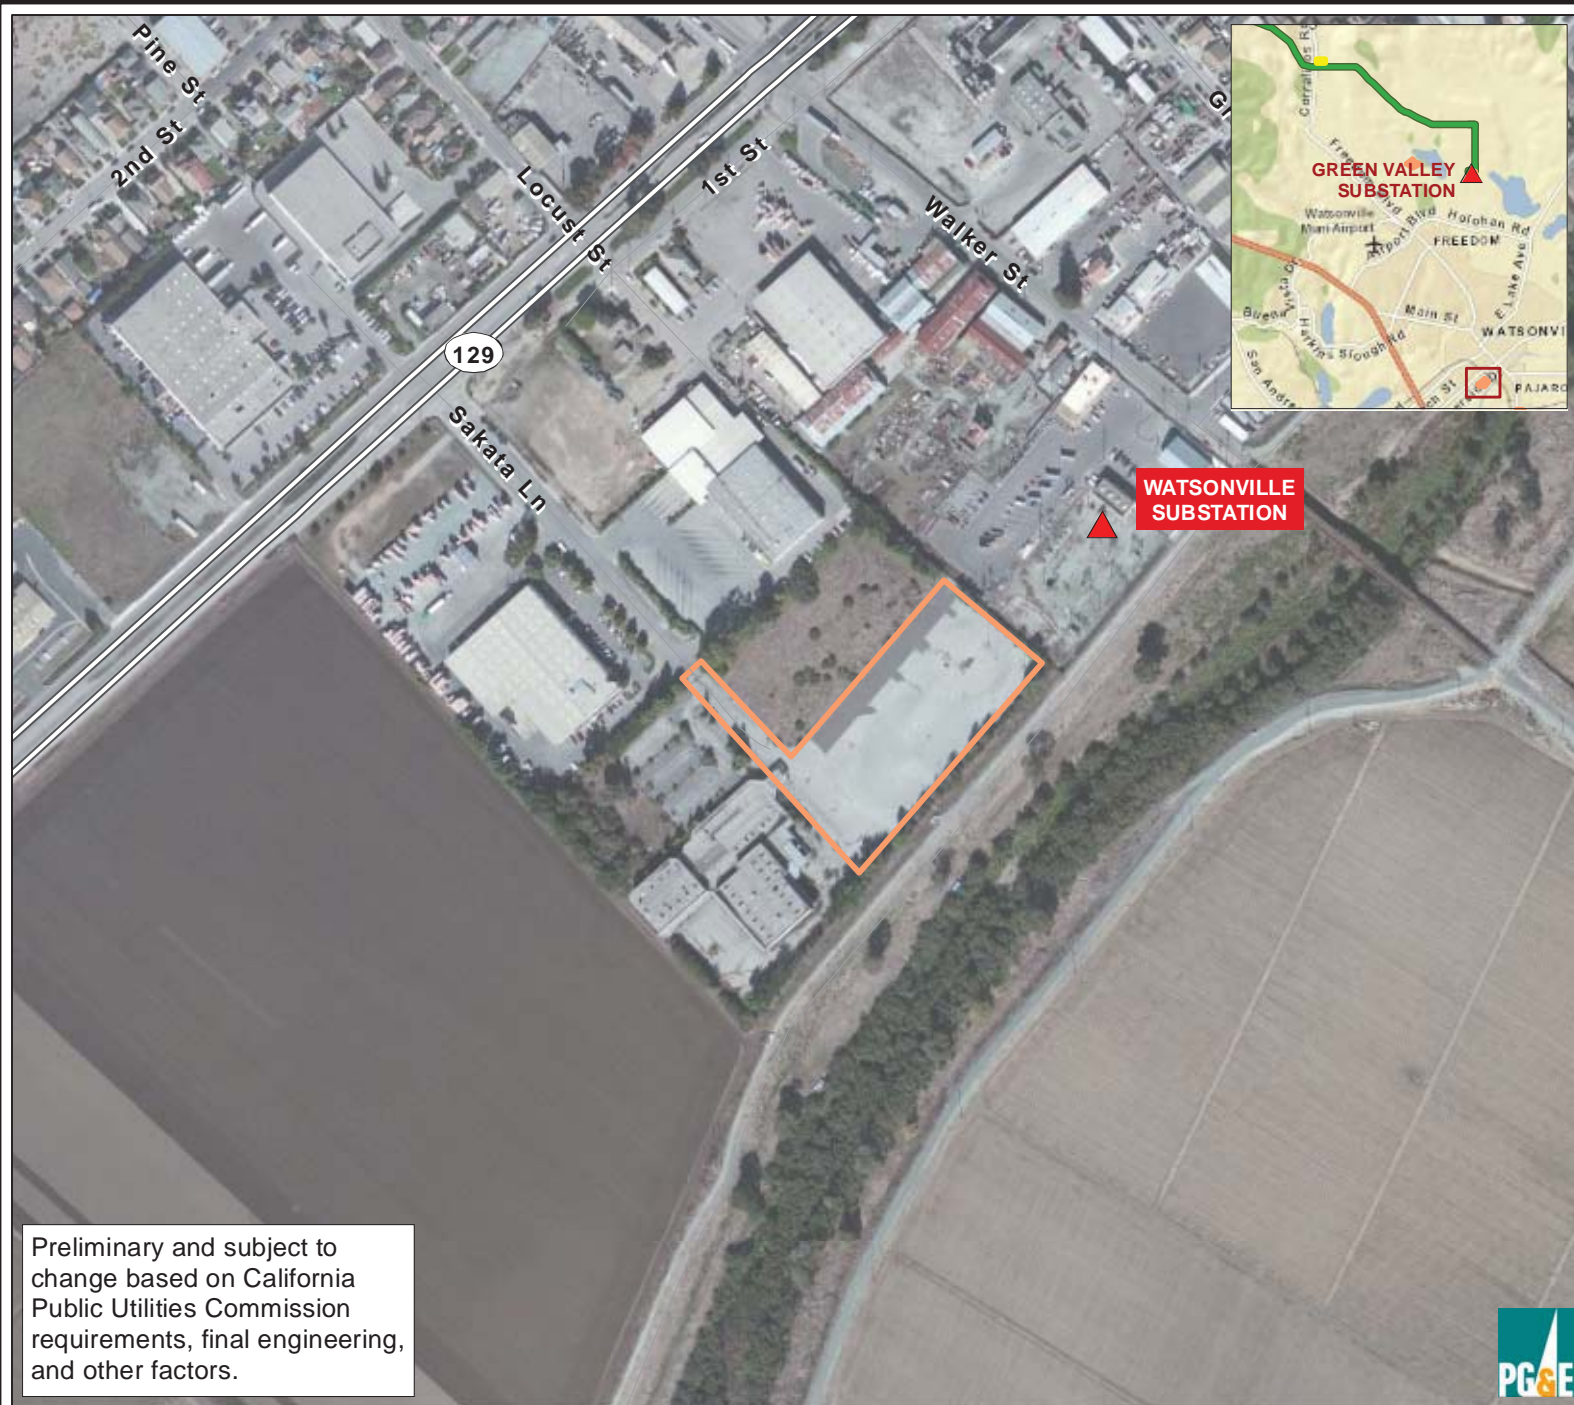 Pine St
2nd St
Locust St
1st St
Walker St
129
Sakata Ln
WATSONVILLE
SUBSTATION
GREEN VALLEY
SUBSTATION
Watsonville
Muni Airport
Airport Blvd
Holohan Rd
FREEDOM
E Lake Ave
Main St
Harkins Slough Rd
WATSONVI
PAJARO
Preliminary and subject to
change based on California
Public Utilities Commission
requirements, final engineering,
and other factors.
PG&E